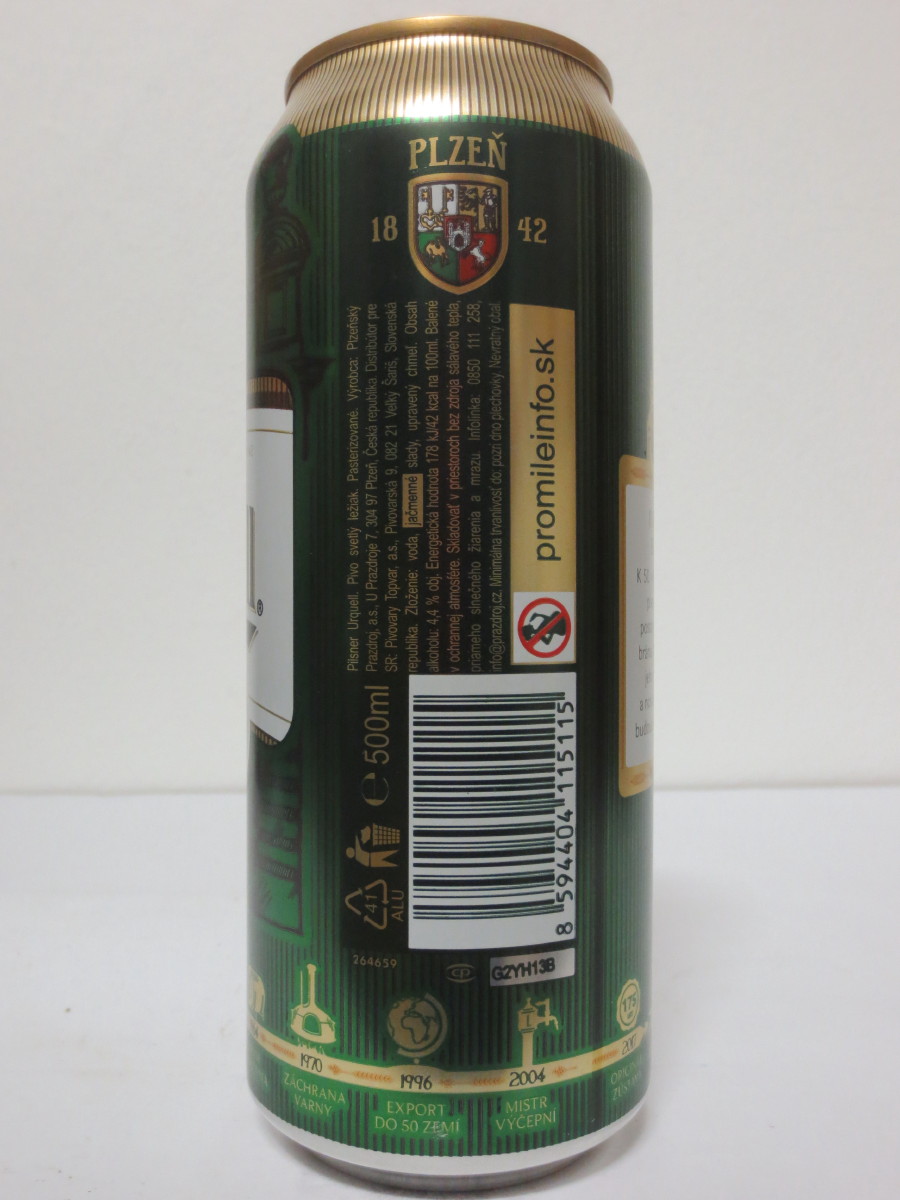 PLZEŇ
18 42
Pilsner Urquell. Pivo svetlý ležiak. Pasterizované. Výrobca: Plzeňský
Prazdroj, a.s., U Prazdroje 7, 304 97 Plzeň, Česká republika. Distribútor pre
SR: Pivovary Topvar, a.s., Pivovarská 9, 082 21 Veľký Šariš, Slovenská
republika. Zloženie: voda, jačmenné slady, upravený chmeľ. Obsah
alkoholu: 4,4 % obj. Energetická hodnota 178 kJ/42 kcal na 100ml. Balené
v ochrannej atmosfére. Skladovať v priestoroch bez zdroja sálavého tepla,
priameho slnečného žiarenia a mrazu. Infolinka: 0850 111 258,
info@prazdroj.cz. Minimálna trvanlivosť do: pozri dno plechovky. Nevratný obal.
promileinfo.sk
e 500ml
41
ALU
8 594404 115115
264659
G2YH13B
®
K
a
175
1970
ZÁCHRANA
VARNY
1996
EXPORT
DO 50 ZEMÍ
2004
MISTR
VÝČEPNÍ